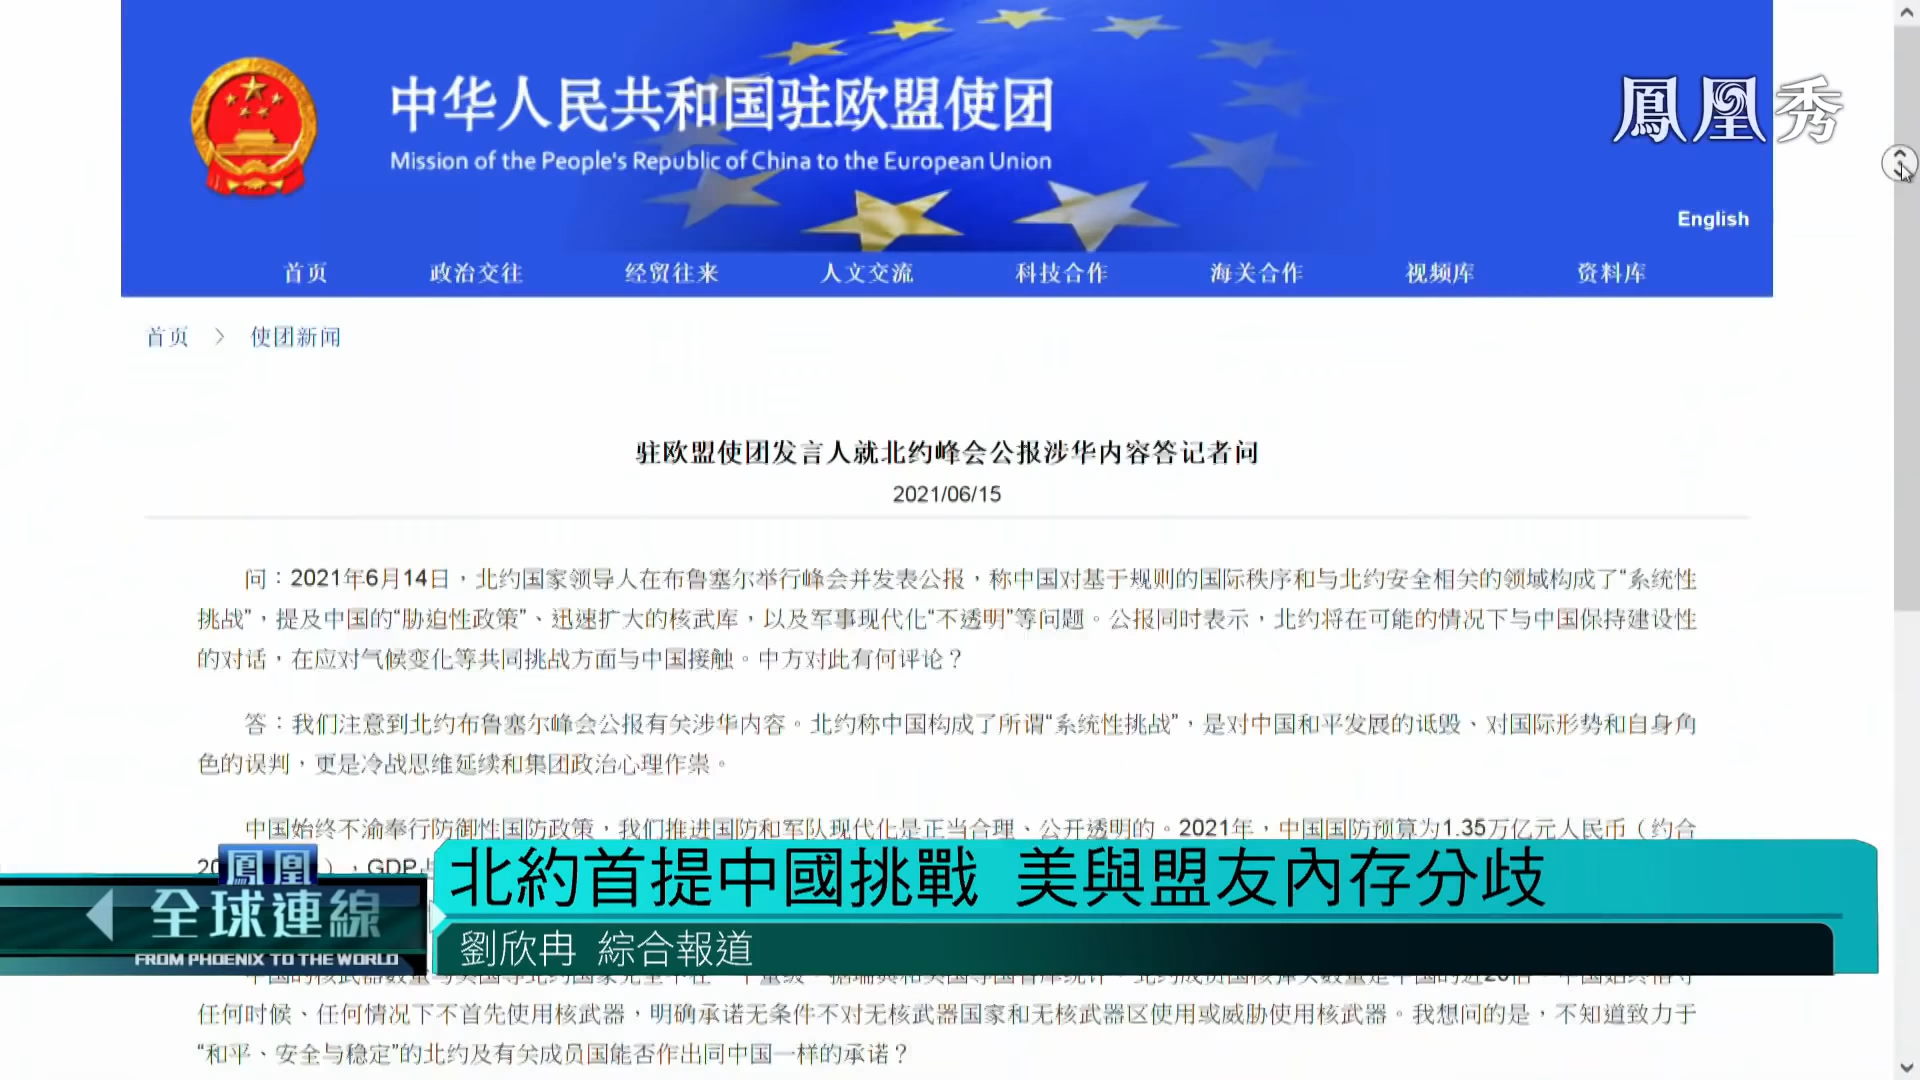 中华人民共和国驻欧盟使团
Mission of the People's Republic of China to the European Union
鳳凰秀
English
首页 政治交往 经贸往来 人文交流 科技合作 海关合作 视频库 资料库
首页 > 使团新闻
驻欧盟使团发言人就北约峰会公报涉华内容答记者问
2021/06/15
问：2021年6月14日，北约国家领导人在布鲁塞尔举行峰会并发表公报，称中国对基于规则的国际秩序和与北约安全相关的领域构成了“系统性
挑战”，提及中国的“胁迫性政策”、迅速扩大的核武库，以及军事现代化“不透明”等问题。公报同时表示，北约将在可能的情况下与中国保持建设性
的对话，在应对气候变化等共同挑战方面与中国接触。中方对此有何评论？
答：我们注意到北约布鲁塞尔峰会公报有关涉华内容。北约称中国构成了所谓“系统性挑战”，是对中国和平发展的诋毁、对国际形势和自身角
色的误判，更是冷战思维延续和集团政治心理作祟。
中国始终不渝奉行防御性国防政策，我们推进国防和军队现代化是正当合理、公开透明的。2021年，中国国防预算为1.35万亿元人民币（约合
20 ），GDP
北約首提中國挑戰 美與盟友內存分歧
鳳凰
全球連線
FROM PHOENIX TO THE WORLD
劉欣冉 綜合報道
任何时候、任何情况下不首先使用核武器，明确承诺无条件不对无核武器国家和无核武器区使用或威胁使用核武器。我想问的是，不知道致力于
“和平、安全与稳定”的北约及有关成员国能否作出同中国一样的承诺？